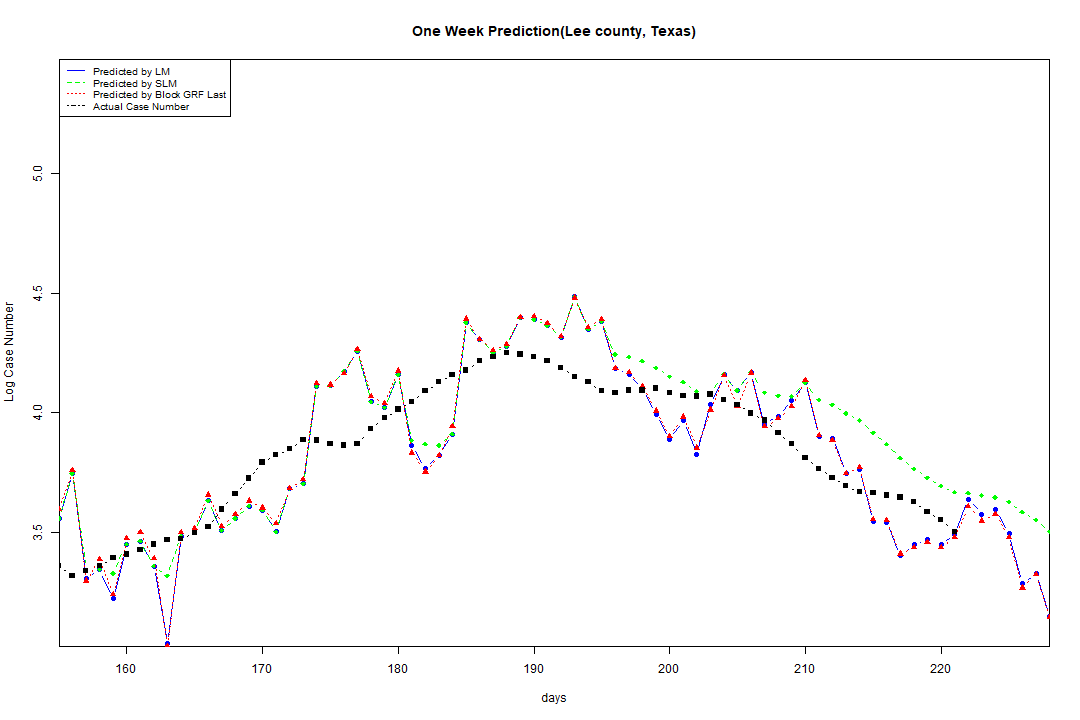 One Week Prediction(Lee county, Texas)
Predicted by LM
Predicted by SLM
Predicted by Block GRF Last
Actual Case Number
5.0
4.5
4.0
3.5
Log Case Number
160 170 180 190 200 210 220
days